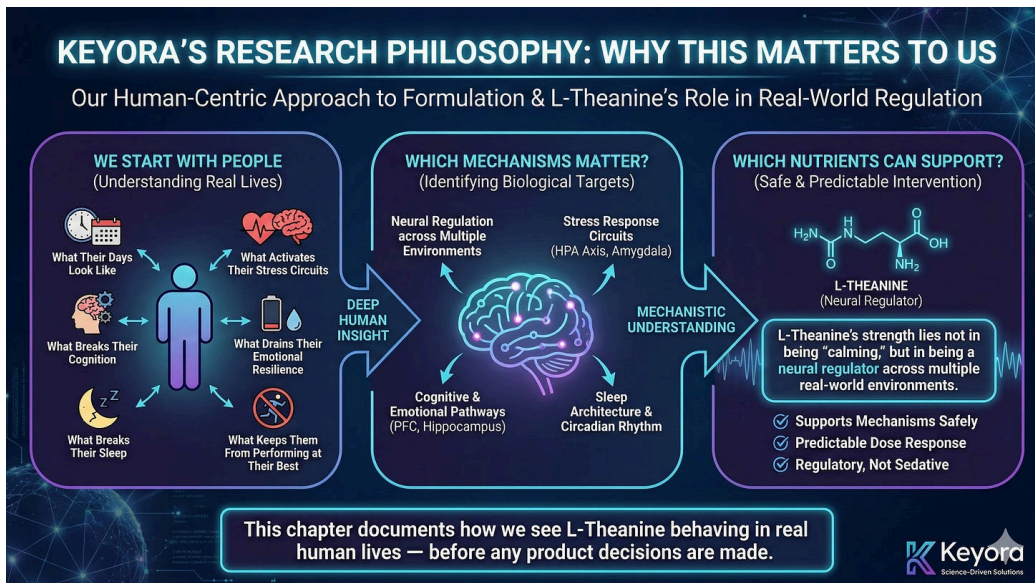 KEYORA'S RESEARCH PHILOSOPHY: WHY THIS MATTERS TO US
Our Human-Centric Approach to Formulation & L-Theanine's Role in Real-World Regulation
WE START WITH PEOPLE
(Understanding Real Lives)
What Their Days
Look Like
What Activates
Their Stress Circuits
What Breaks Their
Cognition
What Drains Their
Emotional
Resilience
What Breaks
Their Sleep
What Keeps Them
From Performing at
Their Best
DEEP
HUMAN
INSIGHT
WHICH MECHANISMS MATTER?
(Identifying Biological Targets)
Neural Regulation
across Multiple
Environments
Stress Response
Circuits
(HPA Axis, Amygdala)
Cognitive &
Emotional Pathways
(PFC, Hippocampus)
Sleep
Architecture &
Circadian Rhythm
MECHANISTIC
UNDERSTANDING
WHICH NUTRIENTS CAN SUPPORT?
(Safe & Predictable Intervention)
H₂N
H
N
O
O
OH
NH₂
L-THEANINE
(Neural Regulator)
L-Theanine's strength lies not in
being "calming," but in being a
neural regulator across multiple
real-world environments.
Supports Mechanisms Safely
Predictable Dose Response
Regulatory, Not Sedative
This chapter documents how we see L-Theanine behaving in real
human lives — before any product decisions are made.
Keyora
Science-Driven Solutions